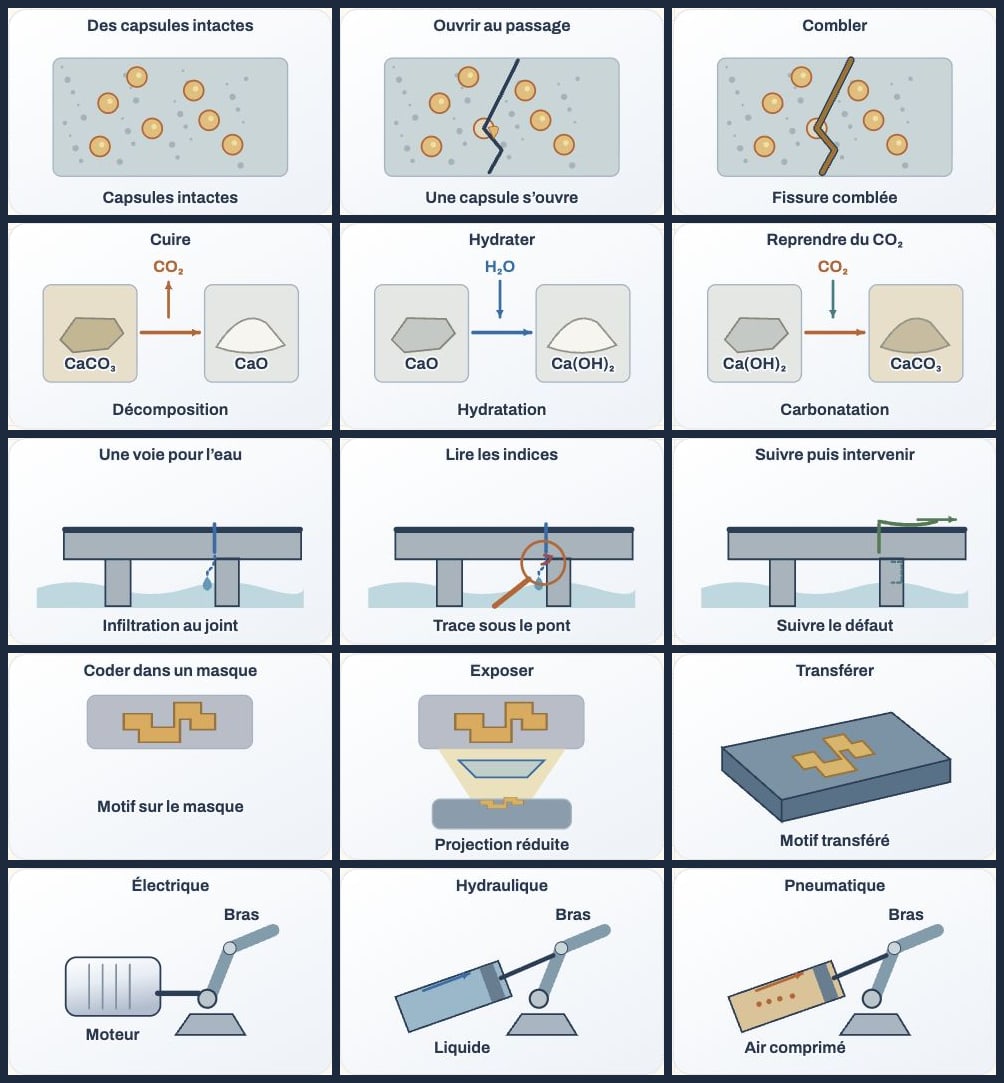 Des capsules intactes
Capsules intactes
Ouvrir au passage
Une capsule s’ouvre
Combler
Fissure comblée
Cuire
CO₂
CaCO₃
CaO
Décomposition
Hydrater
H₂O
CaO
Ca(OH)₂
Hydratation
Reprendre du CO₂
CO₂
Ca(OH)₂
CaCO₃
Carbonatation
Une voie pour l’eau
Infiltration au joint
Lire les indices
Trace sous le pont
Suivre puis intervenir
Suivre le défaut
Coder dans un masque
Motif sur le masque
Exposer
Projection réduite
Transférer
Motif transféré
Électrique
Bras
Moteur
Hydraulique
Bras
Liquide
Pneumatique
Bras
Air comprimé